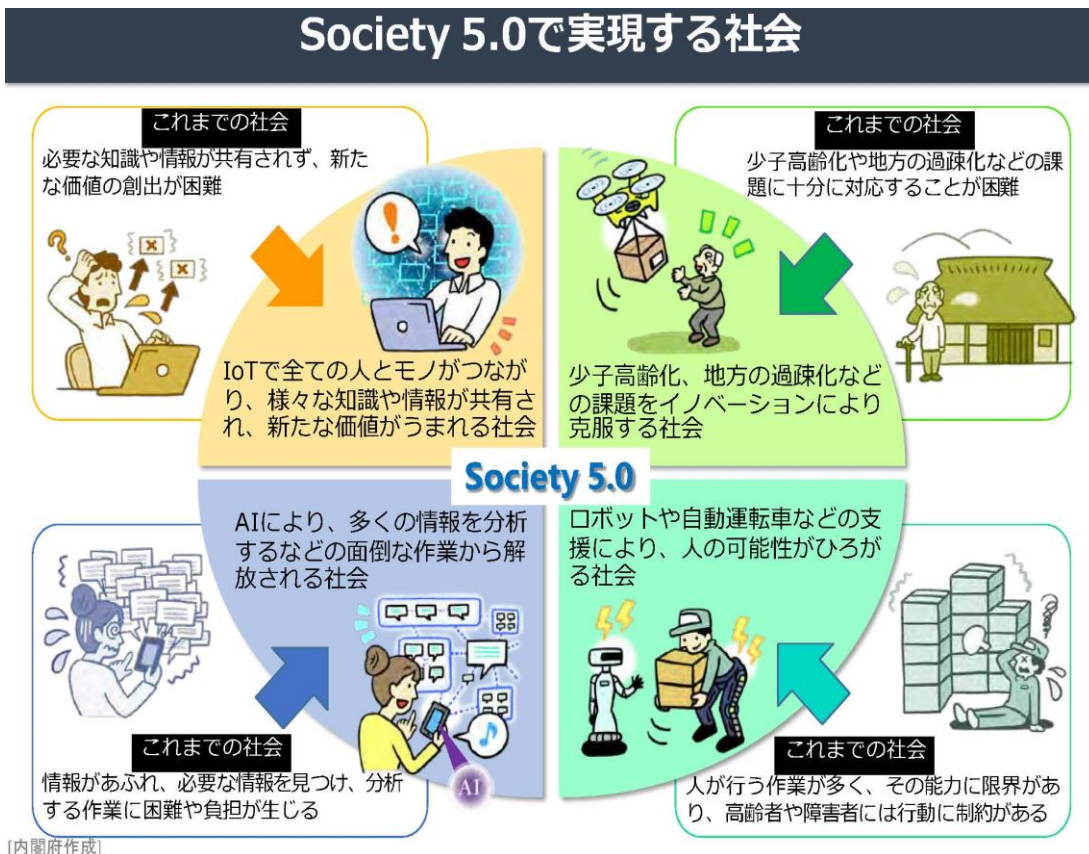 Society 5.0で実現する社会
これまでの社会
必要な知識や情報が共有されず、新た
な価値の創出が困難
IoTで全ての人とモノがつなが
り、様々な知識や情報が共有さ
れ、新たな価値がうまれる社会
これまでの社会
少子高齢化や地方の過疎化などの課
題に十分に対応することが困難
少子高齢化、地方の過疎化など
の課題をイノベーションにより
克服する社会
Society 5.0
AIにより、多くの情報を分析
するなどの面倒な作業から解
放される社会
AI
これまでの社会
情報があふれ、必要な情報を見つけ、分析
する作業に困難や負担が生じる
ロボットや自動運転車などの支
援により、人の可能性がひろが
る社会
これまでの社会
人が行う作業が多く、その能力に限界があ
り、高齢者や障害者には行動に制約がある
[内閣府作成]